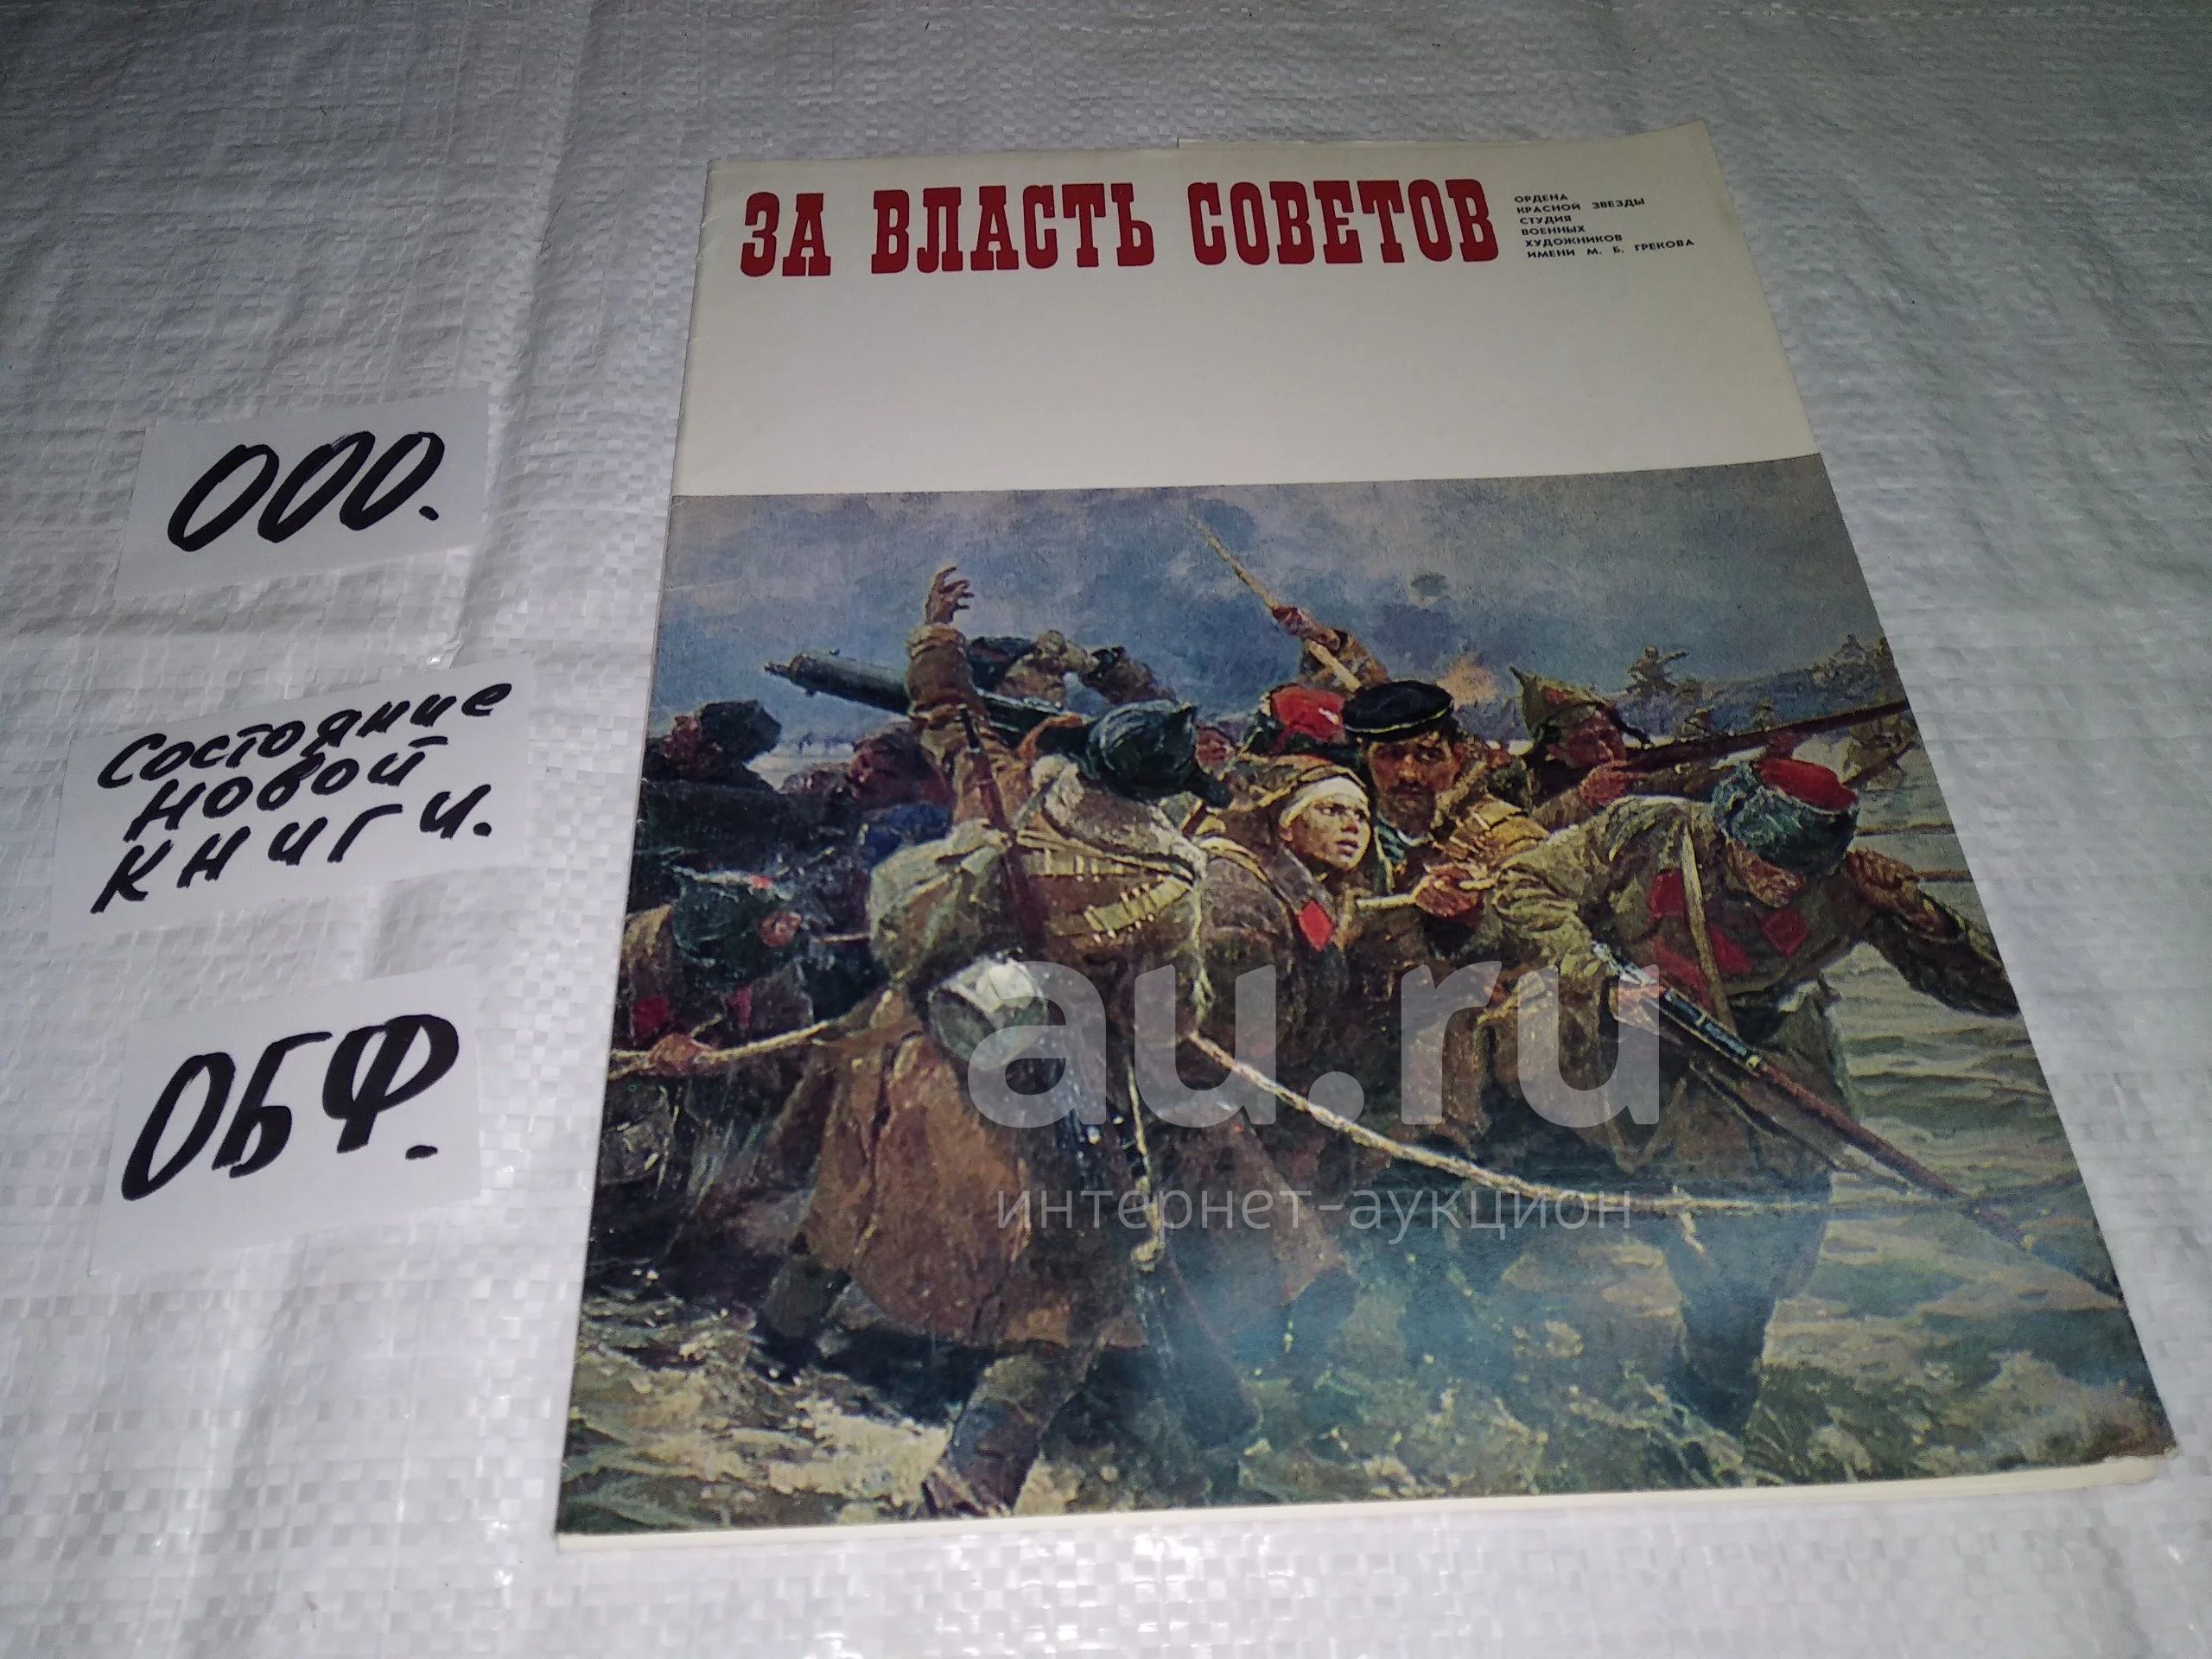 ЗА ВЛАСТЬ СОВЕТОВ
ОРДЕНА
КРАСНОЙ ЗВЕЗДЫ
СТУДИЯ
ВОЕННЫХ
ХУДОЖНИКОВ
ИМЕНИ М. Б. ГРЕКОВА
ООО.
Состояние
новой
книги.
ОБФ.
au.ru
интернет-аукцион